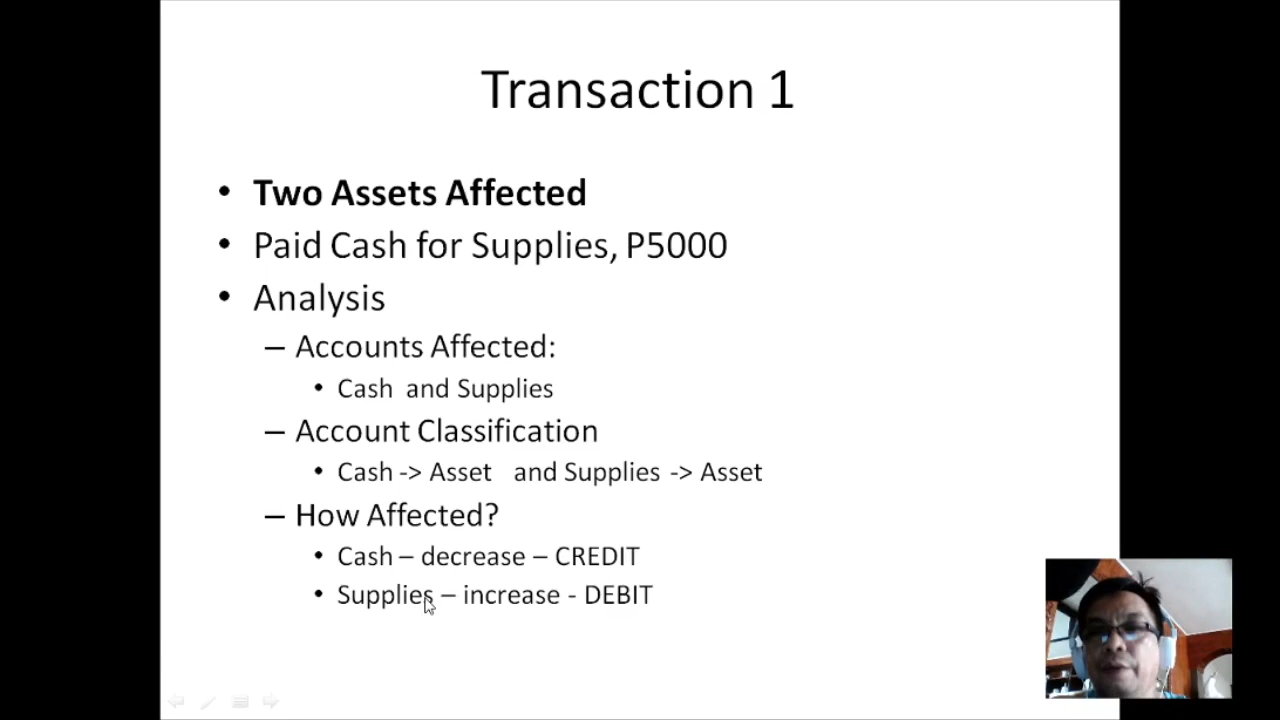 Transaction 1
• Two Assets Affected
• Paid Cash for Supplies, P5000
• Analysis
– Accounts Affected:
• Cash and Supplies
– Account Classification
• Cash -> Asset and Supplies -> Asset
– How Affected?
• Cash – decrease – CREDIT
• Supplies – increase - DEBIT